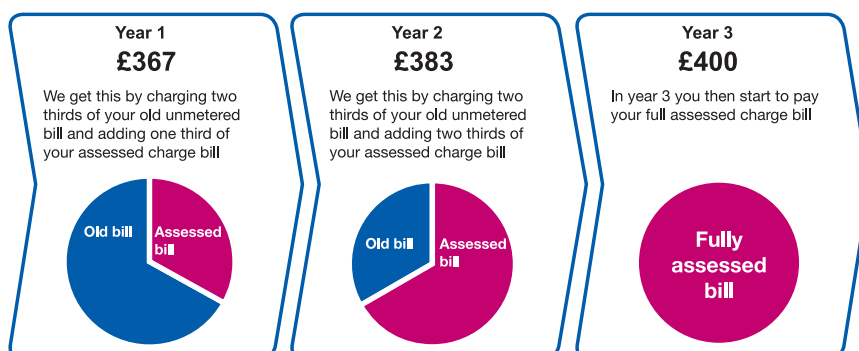 Year 1
£367
We get this by charging two
thirds of your old unmetered
bill and adding one third of
your assessed charge bill
Old bill
Assessed
bill
Year 2
£383
We get this by charging two
thirds of your old unmetered
bill and adding two thirds of
your assessed charge bill
Old bill
Assessed
bill
Year 3
£400
In year 3 you then start to pay
your full assessed charge bill
Fully
assessed
bill